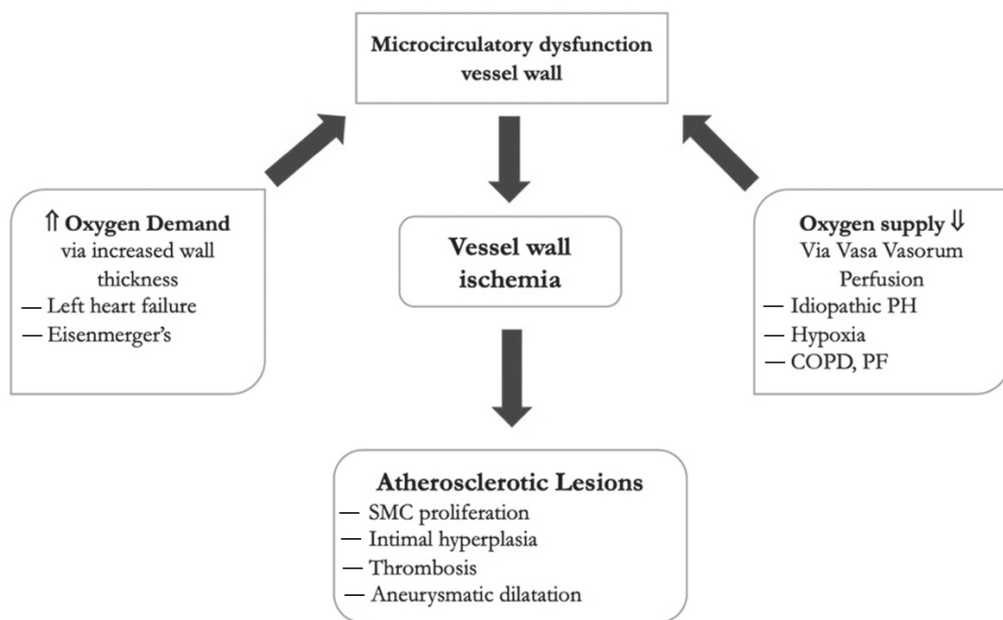 Microcirculatory dysfunction
vessel wall
⇑ Oxygen Demand
via increased wall
thickness
— Left heart failure
— Eisenmerger's
Vessel wall
ischemia
Oxygen supply ⇓
Via Vasa Vasorum
Perfusion
— Idiopathic PH
— Hypoxia
— COPD, PF
Atherosclerotic Lesions
— SMC proliferation
— Intimal hyperplasia
— Thrombosis
— Aneurysmatic dilatation